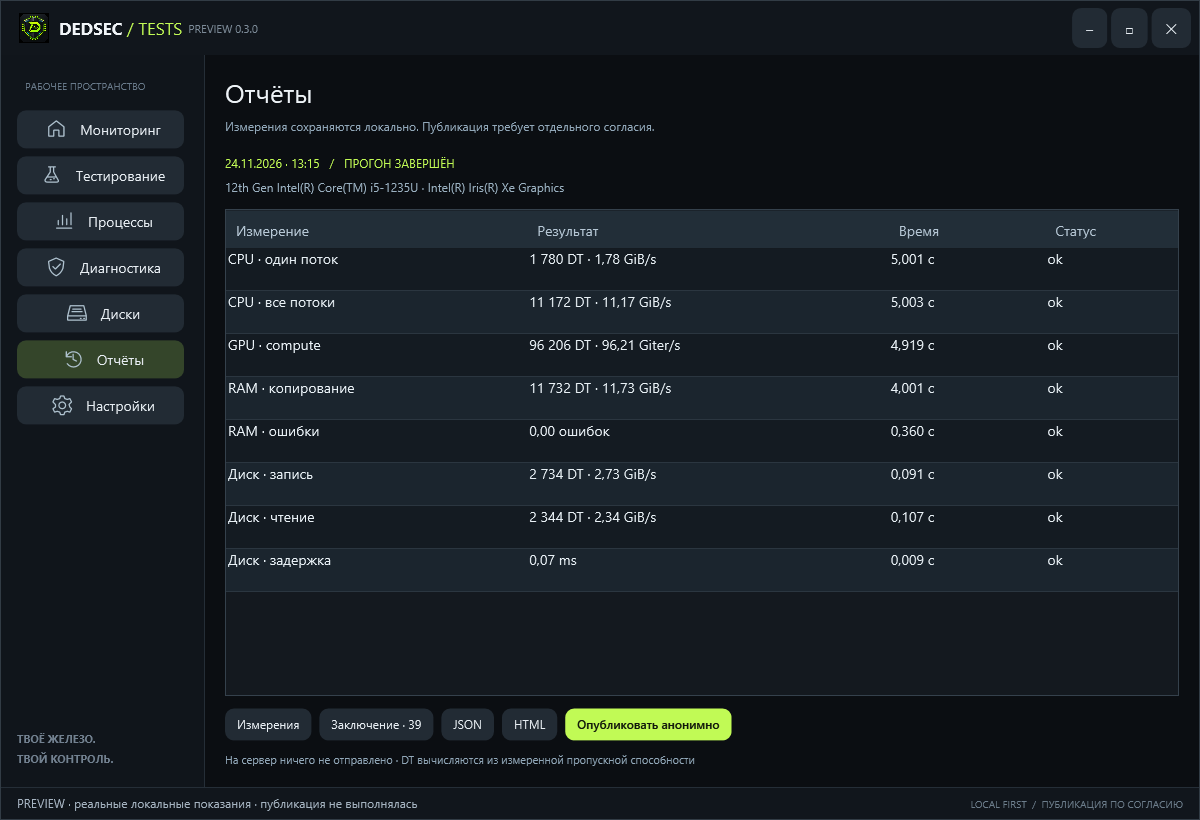 DEDSEC / TESTS PREVIEW 0.3.0
РАБОЧЕЕ ПРОСТРАНСТВО
Мониторинг
Тестирование
Процессы
Диагностика
Диски
Отчёты
Настройки
ТВОЁ ЖЕЛЕЗО.
ТВОЙ КОНТРОЛЬ.
Отчёты
Измерения сохраняются локально. Публикация требует отдельного согласия.
24.11.2026 · 13:15 / ПРОГОН ЗАВЕРШЁН
12th Gen Intel(R) Core(TM) i5-1235U · Intel(R) Iris(R) Xe Graphics
Измерение Результат Время Статус
CPU · один поток 1 780 DT · 1,78 GiB/s 5,001 с ok
CPU · все потоки 11 172 DT · 11,17 GiB/s 5,003 с ok
GPU · compute 96 206 DT · 96,21 Giter/s 4,919 с ok
RAM · копирование 11 732 DT · 11,73 GiB/s 4,001 с ok
RAM · ошибки 0,00 ошибок 0,360 с ok
Диск · запись 2 734 DT · 2,73 GiB/s 0,091 с ok
Диск · чтение 2 344 DT · 2,34 GiB/s 0,107 с ok
Диск · задержка 0,07 ms 0,009 с ok
Измерения Заключение · 39 JSON HTML Опубликовать анонимно
На сервер ничего не отправлено · DT вычисляются из измеренной пропускной способности
PREVIEW · реальные локальные показания · публикация не выполнялась
LOCAL FIRST / ПУБЛИКАЦИЯ ПО СОГЛАСИЮ